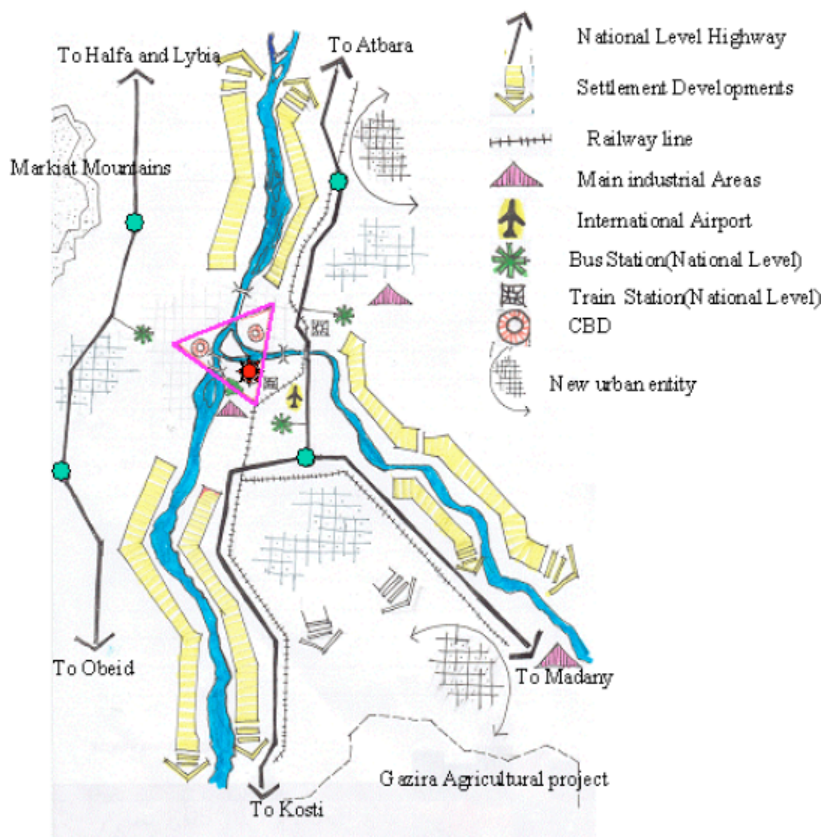 To Halfa and Lybia
To Atbara
Markiat Mountains
To Obeid
To Madany
Gazira Agricultural project
To Kosti
National Level Highway
Settlement Developments
Railway line
Main industrial Areas
International Airport
Bus Station(National Level)
Train Station(National Level)
CBD
New urban entity